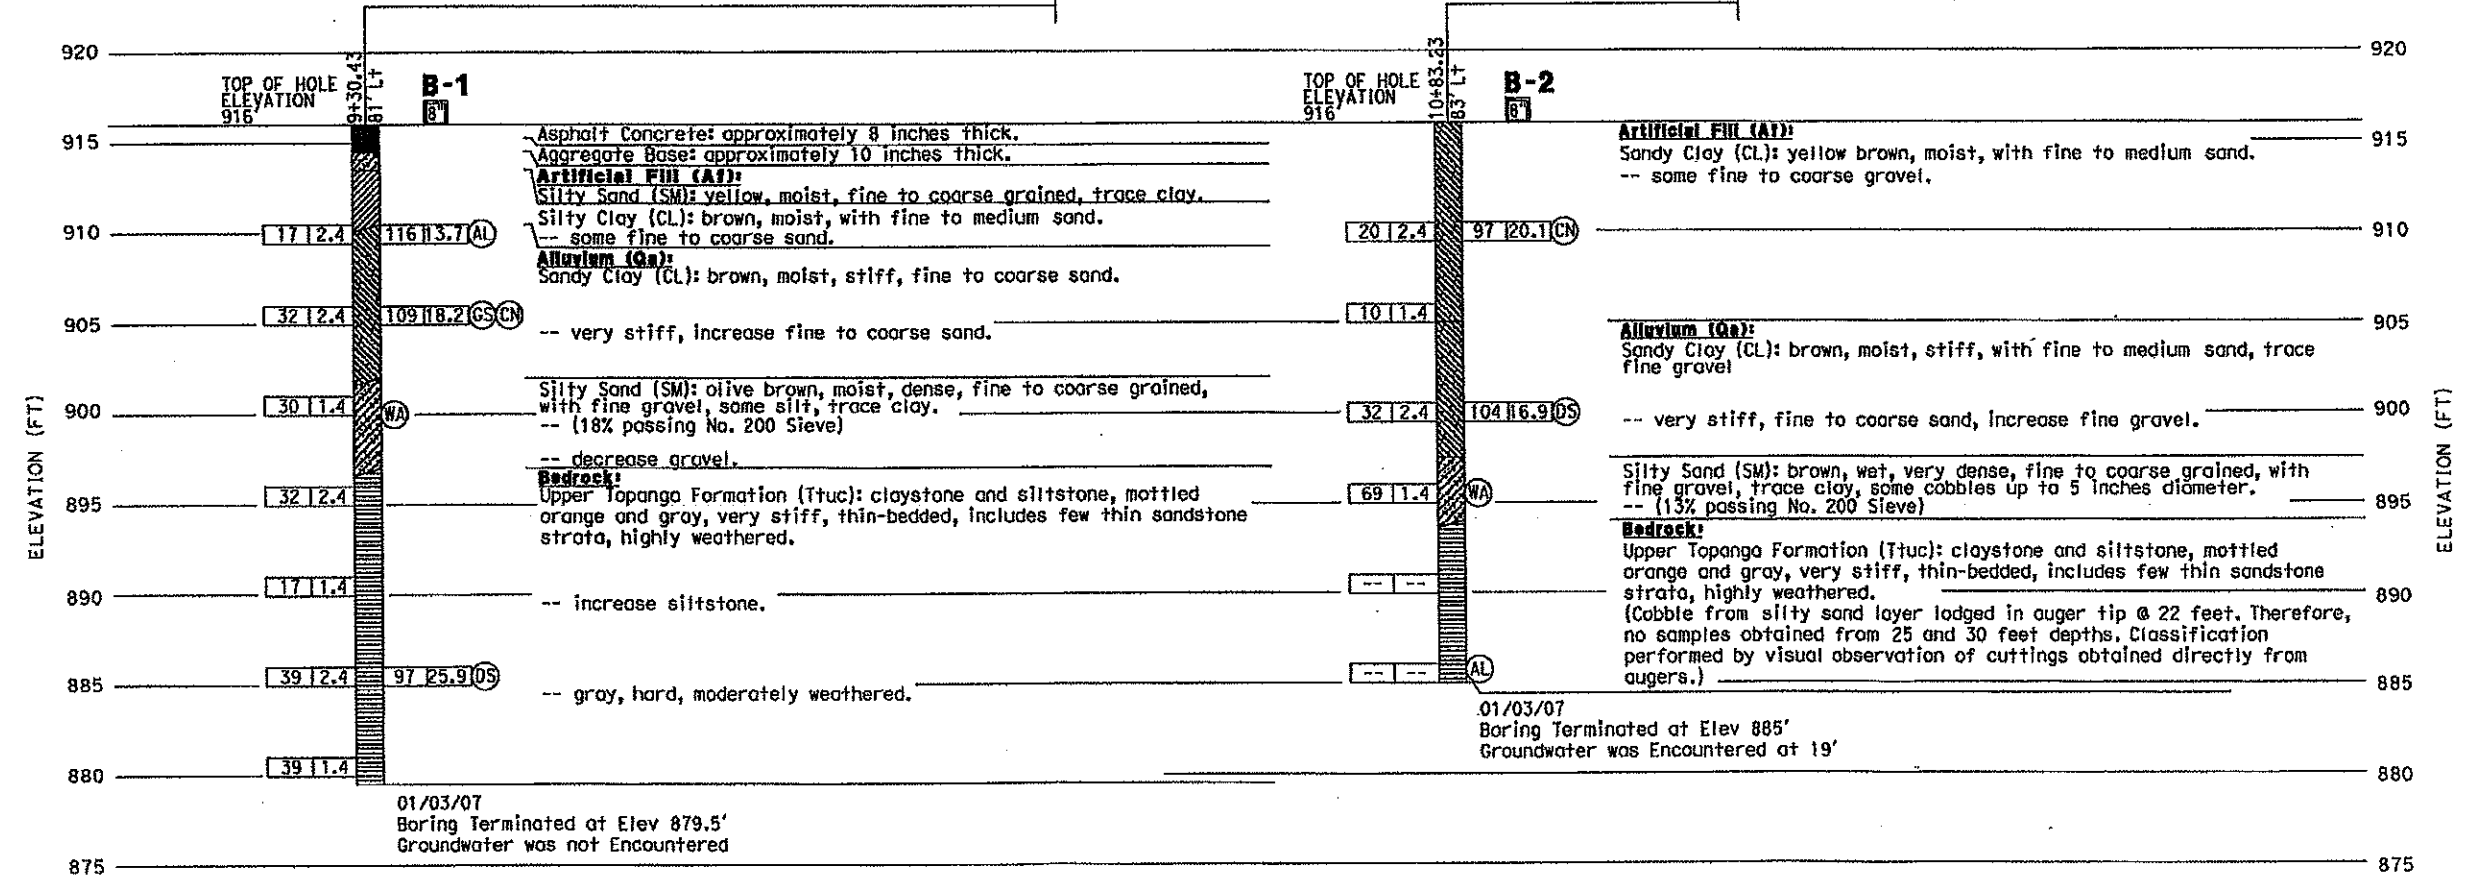 920
920
TOP OF HOLE
ELEVATION
916
9+30.43
81' Lt
B-1
8"
TOP OF HOLE
ELEVATION
916
10+83.23
83' Lt
B-2
8"
915
Asphalt Concrete: approximately 8 inches thick.
Aggregate Base: approximately 10 inches thick.
Artificial Fill (Af):
Silty Sand (SM): yellow, moist, fine to coarse grained, trace clay.
Silty Clay (CL): brown, moist, with fine to medium sand.
-- some fine to coarse sand.
910
17 2.4
116 13.7 AL
Alluvium (Qa):
Sandy Clay (CL): brown, moist, stiff, fine to coarse sand.
905
32 2.4
109 18.2 GS CN
-- very stiff, increase fine to coarse sand.
900
30 1.4
WA
Silty Sand (SM): olive brown, moist, dense, fine to coarse grained,
with fine gravel, some silt, trace clay.
-- (18% passing No. 200 Sieve)
-- decrease gravel.
895
32 2.4
Bedrock:
Upper Topanga Formation (Ttuc): claystone and siltstone, mottled
orange and gray, very stiff, thin-bedded, includes few thin sandstone
strata, highly weathered.
890
17 1.4
-- increase siltstone.
885
39 2.4
97 25.9 DS
-- gray, hard, moderately weathered.
880
39 1.4
01/03/07
Boring Terminated at Elev 879.5'
Groundwater was not Encountered
875
ELEVATION (FT)
Artificial Fill (Af):
Sandy Clay (CL): yellow brown, moist, with fine to medium sand.
-- some fine to coarse gravel.
915
20 2.4
97 20.1 CN
910
10 1.4
905
Alluvium (Qa):
Sandy Clay (CL): brown, moist, stiff, with fine to medium sand, trace
fine gravel
32 2.4
104 16.9 DS
-- very stiff, fine to coarse sand, increase fine gravel.
900
Silty Sand (SM): brown, wet, very dense, fine to coarse grained, with
fine gravel, trace clay, some cobbles up to 5 inches diameter.
-- (13% passing No. 200 Sieve)
69 1.4
WA
895
Bedrock:
Upper Topanga Formation (Ttuc): claystone and siltstone, mottled
orange and gray, very stiff, thin-bedded, includes few thin sandstone
strata, highly weathered.
(Cobble from silty sand layer lodged in auger tip @ 22 feet. Therefore,
no samples obtained from 25 and 30 feet depths. Classification
performed by visual observation of cuttings obtained directly from
augers.)
-- --
890
-- --
AL
885
01/03/07
Boring Terminated at Elev 885'
Groundwater was Encountered at 19'
880
875
ELEVATION (FT)